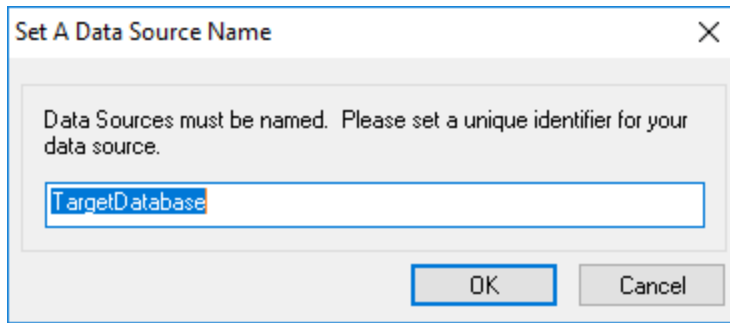 Set A Data Source Name
Data Sources must be named.  Please set a unique identifier for your
data source.
TargetDatabase
OK
Cancel